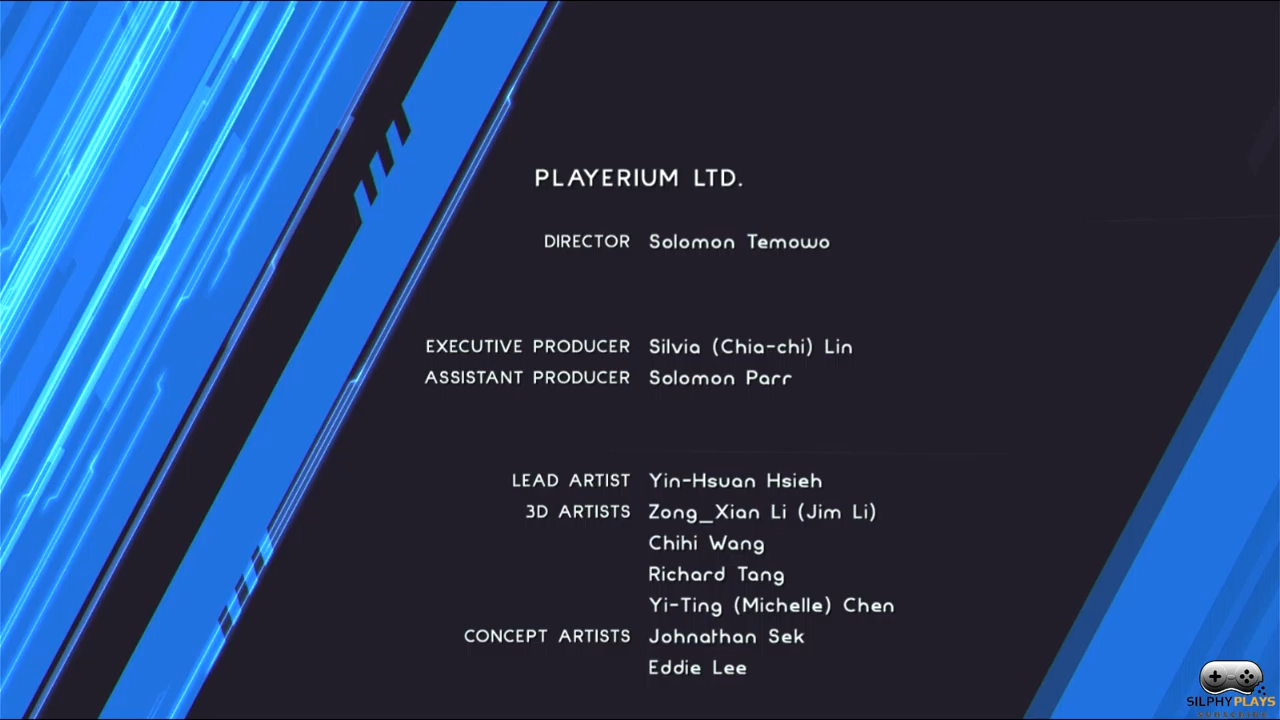 PLAYERIUM LTD.
DIRECTOR Solomon Temowo
EXECUTIVE PRODUCER Silvia (Chia-chi) Lin
ASSISTANT PRODUCER Solomon Parr
LEAD ARTIST Yin-Hsuan Hsieh
3D ARTISTS Zong_Xian Li (Jim Li)
Chihi Wang
Richard Tang
Yi-Ting (Michelle) Chen
CONCEPT ARTISTS Johnathan Sek
Eddie Lee
SILPHYPLAYS
SUBSCRIBE